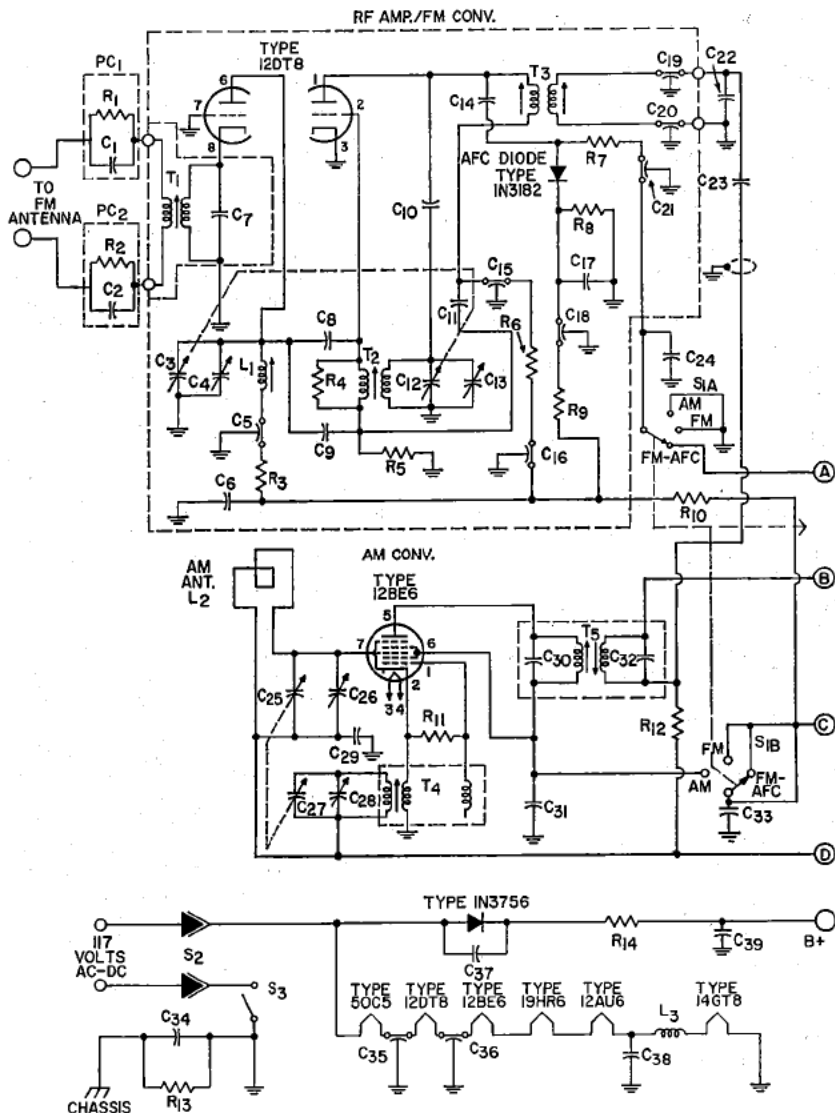 RF AMP./FM CONV.
PC1
R1
C1
TO
FM
ANTENNA
PC2
R2
C2
T1
TYPE
12DT8
6
7
8
C7
1
2
3
C14
T3
C19
C22
C20
AFC DIODE
TYPE
IN3182
R7
C21
C23
C10
R8
C17
C15
C11
R6
C18
C24
C3
C4
L1
C8
R4
T2
C12
C13
R9
S1A
AM
FM
FM-AFC
C5
C9
R5
C16
A
C6
R3
R10
AM
ANT.
L2
AM CONV.
TYPE
12BE6
5
7
6
1
2
3 4
B
T5
C30
C32
C25
C26
R11
R12
C29
C
FM
S1B
AM
FM-
AFC
C27
C28
T4
C31
C33
D
117
VOLTS
AC-DC
S2
TYPE IN3756
C37
R14
C39
B+
S3
TYPE
50C5
TYPE
12DT8
TYPE
12BE6
TYPE
19HR6
TYPE
12AU6
L3
TYPE
14GT8
C34
C35
C36
C38
R13
CHASSIS